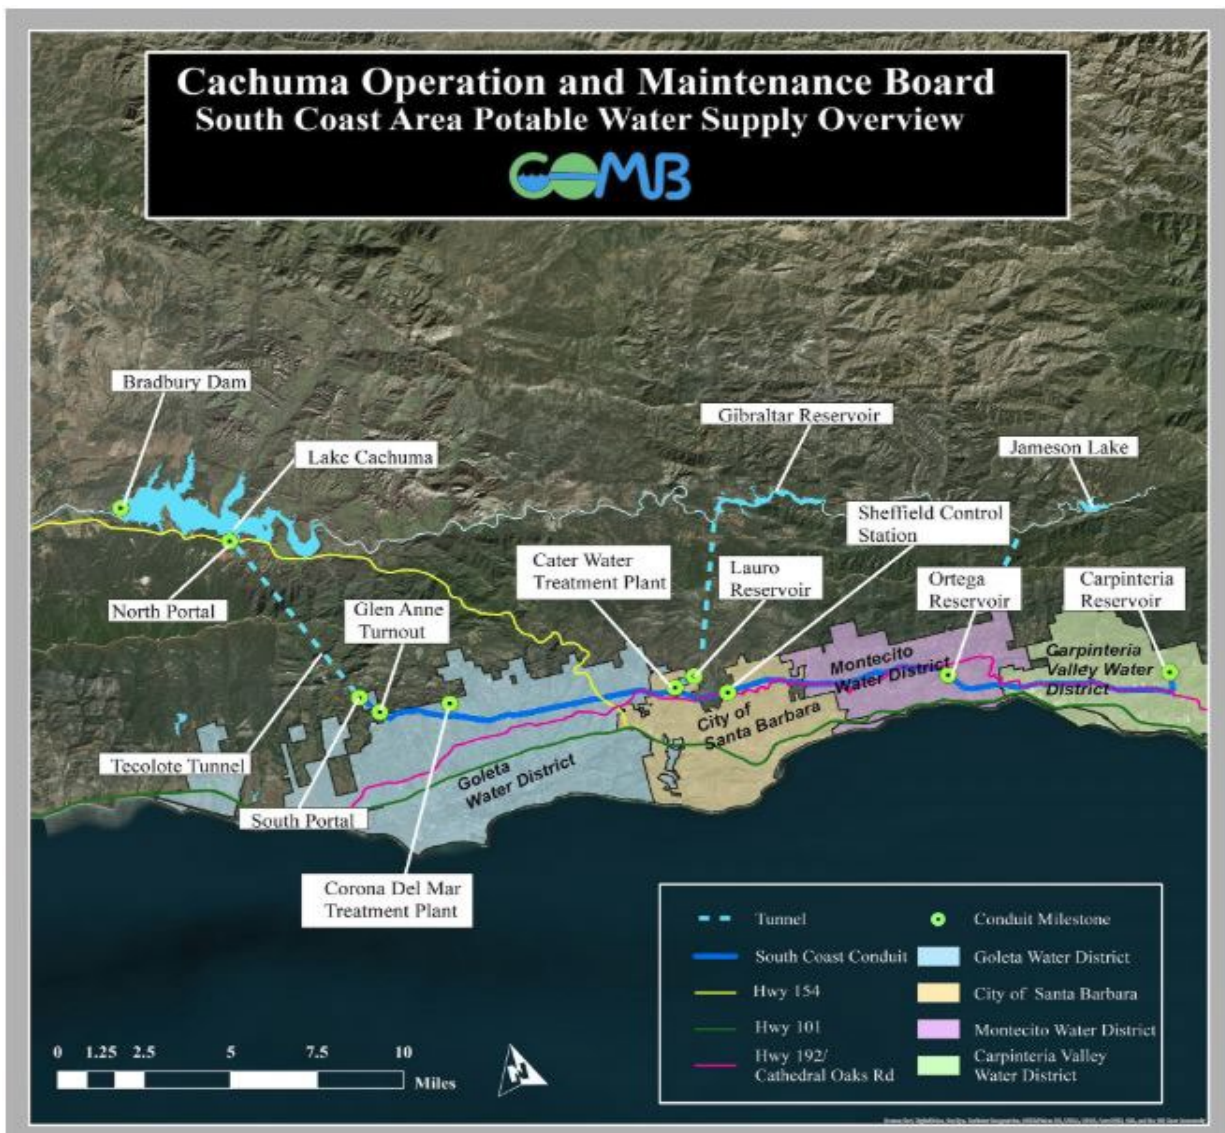 Cachuma Operation and Maintenance Board
South Coast Area Potable Water Supply Overview
COMB
Bradbury Dam
Gibraltar Reservoir
Lake Cachuma
Jameson Lake
Sheffield Control
Station
Cater Water
Treatment Plant
Lauro
Reservoir
Ortega
Reservoir
Carpinteria
Reservoir
North Portal
Glen Anne
Turnout
Montecito
Water District
Carpinteria
Valley Water
District
City of
Santa Barbara
Tecolote Tunnel
Goleta
Water District
South Portal
Corona Del Mar
Treatment Plant
Tunnel
Conduit Milestone
South Coast Conduit
Goleta Water District
Hwy 154
City of Santa Barbara
Hwy 101
Montecito Water District
Hwy 192/
Cathedral Oaks Rd
Carpinteria Valley
Water District
0 1.25 2.5 5 7.5 10
Miles
N